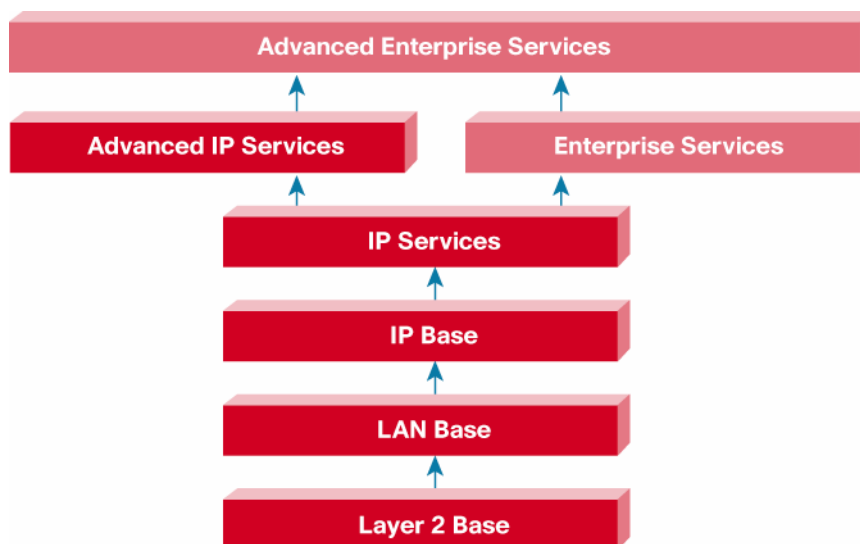 Advanced Enterprise Services
Advanced IP Services
Enterprise Services
IP Services
IP Base
LAN Base
Layer 2 Base